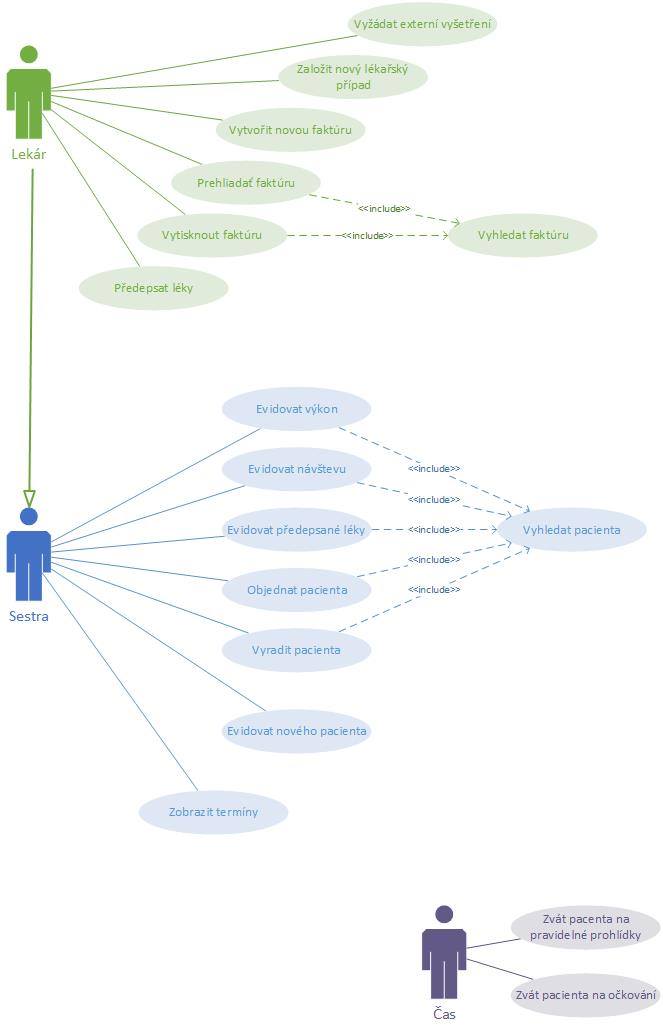 Vyžádat externí vyšetření
Založit nový lékařský
případ
Vytvořit novou faktúru
Lekár
Prehliadať faktúru
<<include>>
Vytisknout faktúru
<<include>>
Vyhledat faktúru
Předepsat léky
Evidovat výkon
Evidovat návštevu
<<include>>
<<include>>
Evidovat předepsané léky
<<include>>
Vyhledat pacienta
<<include>>
Objednat pacienta
<<include>>
Sestra
Vyradit pacienta
Evidovat nového pacienta
Zobrazit termíny
Zvát pacenta na
pravidelné prohlídky
Zvát pacienta na očkování
Čas